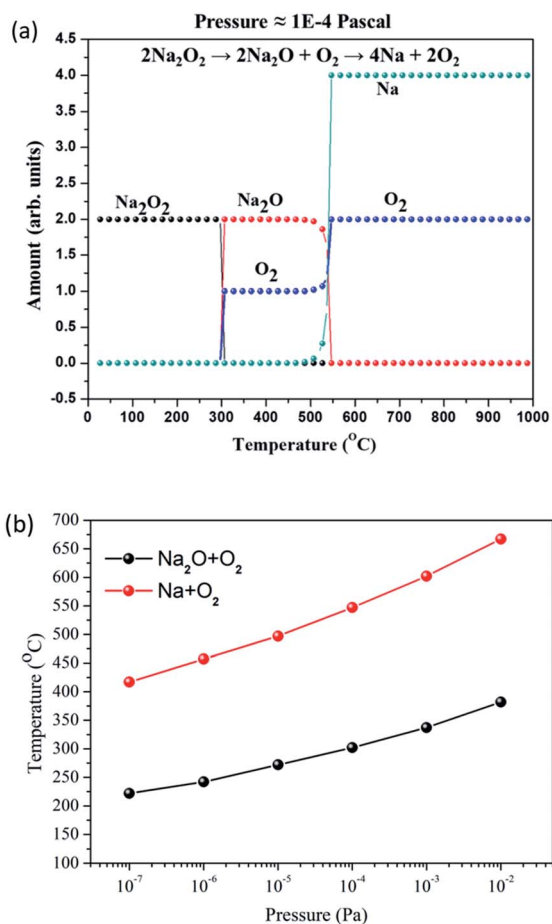 (a)
Pressure ≈ 1E-4 Pascal
2Na₂O₂ → 2Na₂O + O₂ → 4Na + 2O₂
4.5
4.0
3.5
3.0
2.5
2.0
1.5
1.0
0.5
0.0
-0.5
Amount (arb. units)
Na
Na₂O₂
Na₂O
O₂
O₂
0 100 200 300 400 500 600 700 800 900 1000
Temperature (°C)
(b)
700
650
600
550
500
450
400
350
300
250
200
150
100
Temperature (°C)
Na₂O+O₂
Na+O₂
10⁻⁷ 10⁻⁶ 10⁻⁵ 10⁻⁴ 10⁻³ 10⁻²
Pressure (Pa)